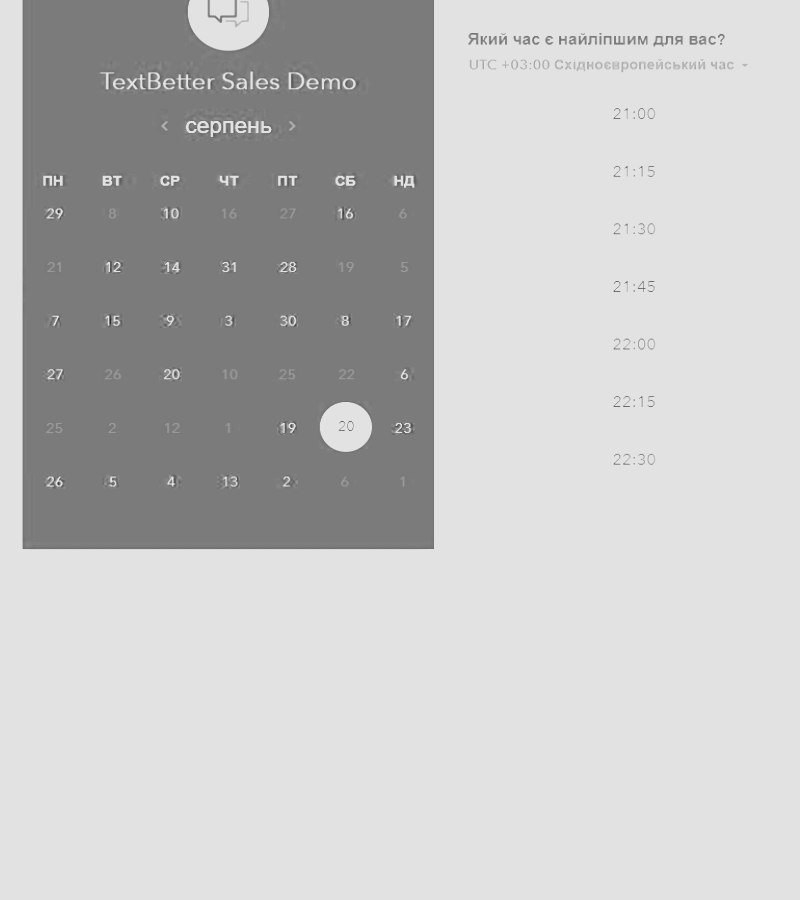 TextBetter Sales Demo
серпень
ПН ВТ СР ЧТ ПТ СБ НД
29 8 10 16 27 16 6
21 12 14 31 28 19 5
7 15 9 3 30 8 17
27 26 20 10 25 22 6
25 2 12 1 19 20 23
26 5 4 13 2 6 1
Який час є найліпшим для вас?
UTC +03:00 Східноєвропейський час
21:00
21:15
21:30
21:45
22:00
22:15
22:30